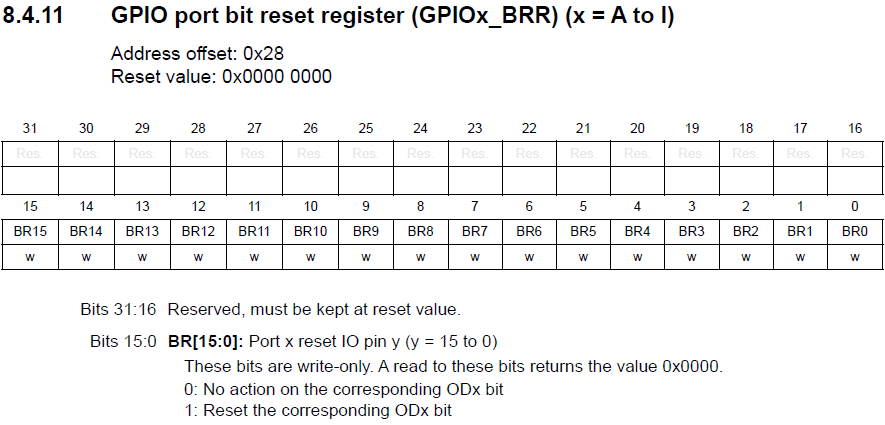 8.4.11 GPIO port bit reset register (GPIOx_BRR) (x = A to I)
Address offset: 0x28
Reset value: 0x0000 0000
31 30 29 28 27 26 25 24 23 22 21 20 19 18 17 16
Res. Res. Res. Res. Res. Res. Res. Res. Res. Res. Res. Res. Res. Res. Res. Res.
15 14 13 12 11 10 9 8 7 6 5 4 3 2 1 0
BR15 BR14 BR13 BR12 BR11 BR10 BR9 BR8 BR7 BR6 BR5 BR4 BR3 BR2 BR1 BR0
w w w w w w w w w w w w w w w w
Bits 31:16 Reserved, must be kept at reset value.
Bits 15:0 BR[15:0]: Port x reset IO pin y (y = 15 to 0)
These bits are write-only. A read to these bits returns the value 0x0000.
0: No action on the corresponding ODx bit
1: Reset the corresponding ODx bit